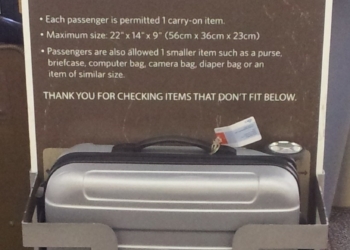 • Each passenger is permitted 1 carry-on item.
• Maximum size: 22" x 14" x 9" (56cm x 36cm x 23cm)
• Passengers are also allowed 1 smaller item such as a purse,
briefcase, computer bag, camera bag, diaper bag or an
item of similar size.
THANK YOU FOR CHECKING ITEMS THAT DON'T FIT BELOW.